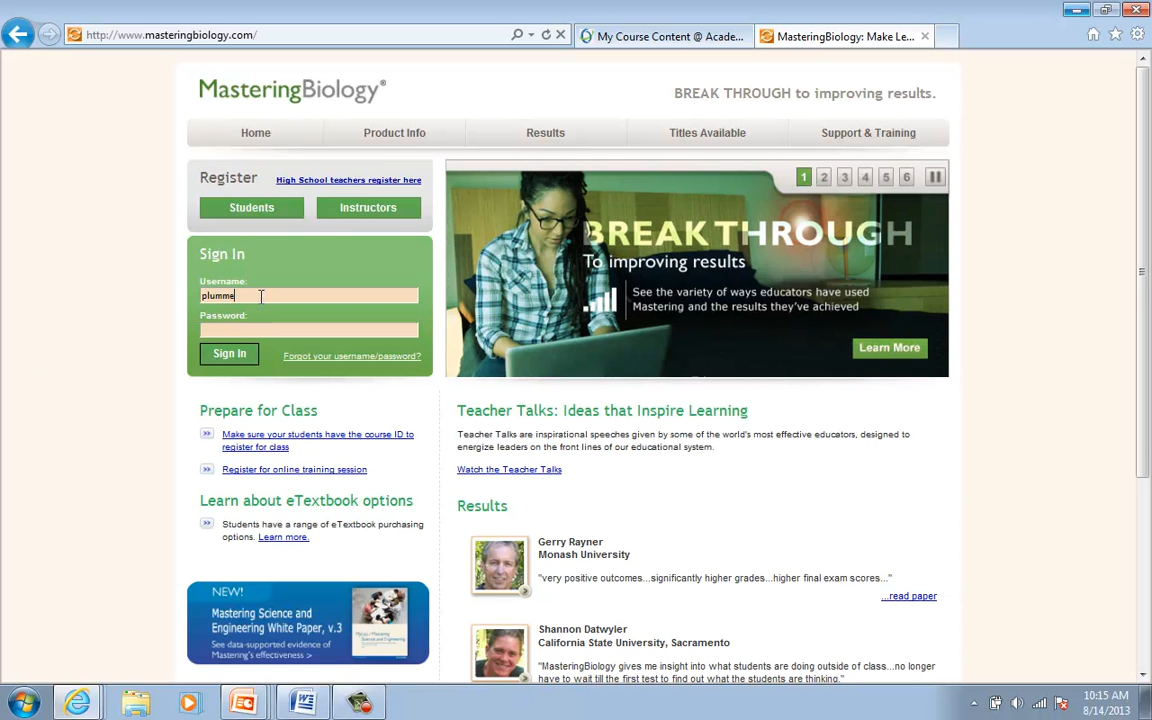 http://www.masteringbiology.com/
My Course Content @ Acade...
MasteringBiology: Make Le...
MasteringBiology®
BREAK THROUGH to improving results.
Home
Product Info
Results
Titles Available
Support & Training
Register
High School teachers register here
Students
Instructors
Sign In
Username:
plumme
Password:
Sign In
Forgot your username/password?
1 2 3 4 5 6
BREAK THROUGH
To improving results
See the variety of ways educators have used
Mastering and the results they've achieved
Learn More
Prepare for Class
Make sure your students have the course ID to
register for class
Register for online training session
Learn about eTextbook options
Students have a range of eTextbook purchasing
options. Learn more.
NEW!
Mastering Science and
Engineering White Paper, v.3
See data-supported evidence of
Mastering's effectiveness >
Teacher Talks: Ideas that Inspire Learning
Teacher Talks are inspirational speeches given by some of the world's most effective educators, designed to
energize leaders on the front lines of our educational system.
Watch the Teacher Talks
Results
Gerry Rayner
Monash University
"very positive outcomes...significantly higher grades...higher final exam scores..."
...read paper
Shannon Datwyler
California State University, Sacramento
"MasteringBiology gives me insight into what students are doing outside of class...no longer
have to wait till the first test to find out what the students are thinking."
10:15 AM
8/14/2013